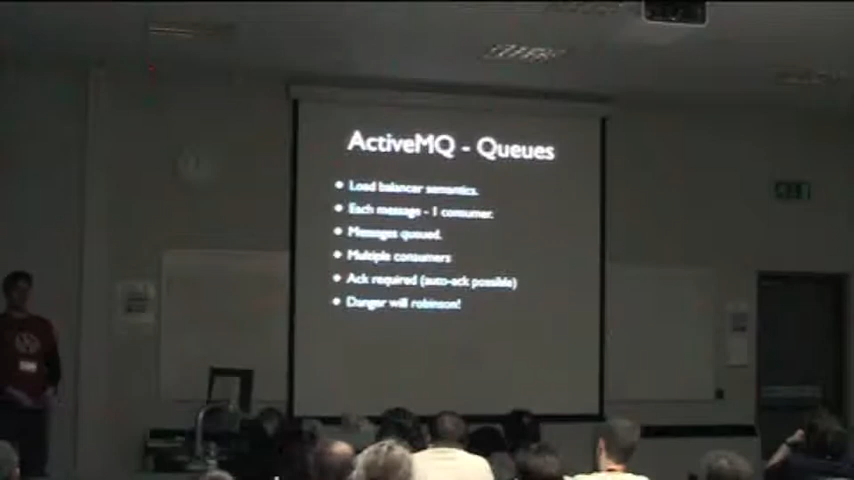 ActiveMQ - Queues
Load balancer semantics.
Each message - 1 consumer.
Messages queued.
Multiple consumers
Ack required (auto-ack possible)
Danger will robinson!